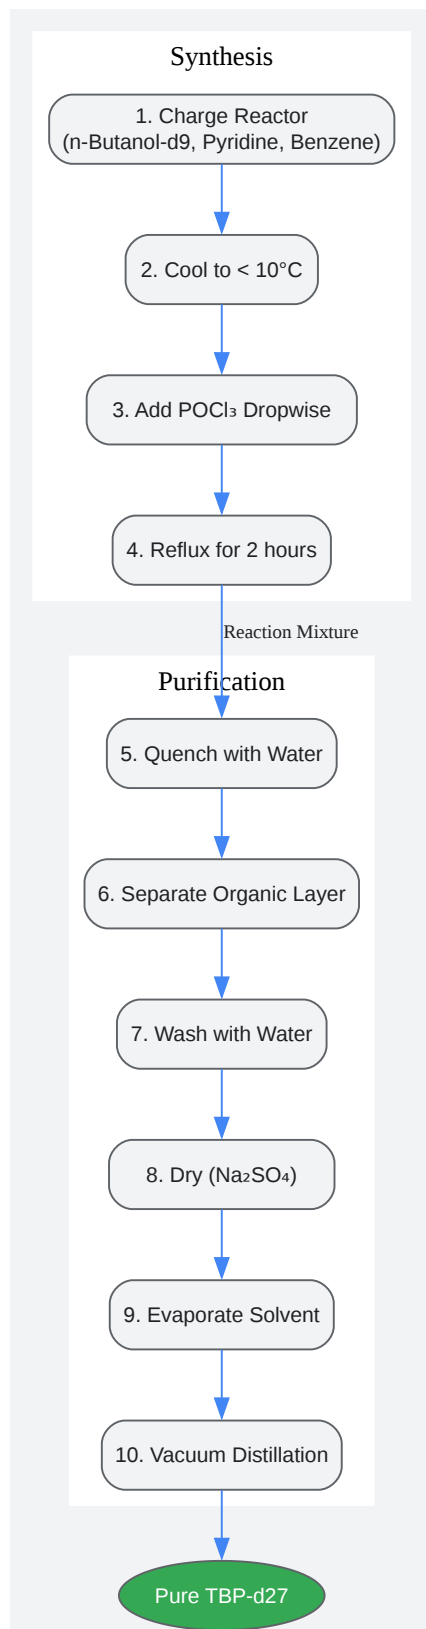 Synthesis
1. Charge Reactor
(n-Butanol-d9, Pyridine, Benzene)
2. Cool to < 10°C
3. Add POCl₃ Dropwise
4. Reflux for 2 hours
Reaction Mixture
Purification
5. Quench with Water
6. Separate Organic Layer
7. Wash with Water
8. Dry (Na₂SO₄)
9. Evaporate Solvent
10. Vacuum Distillation
Pure TBP-d27